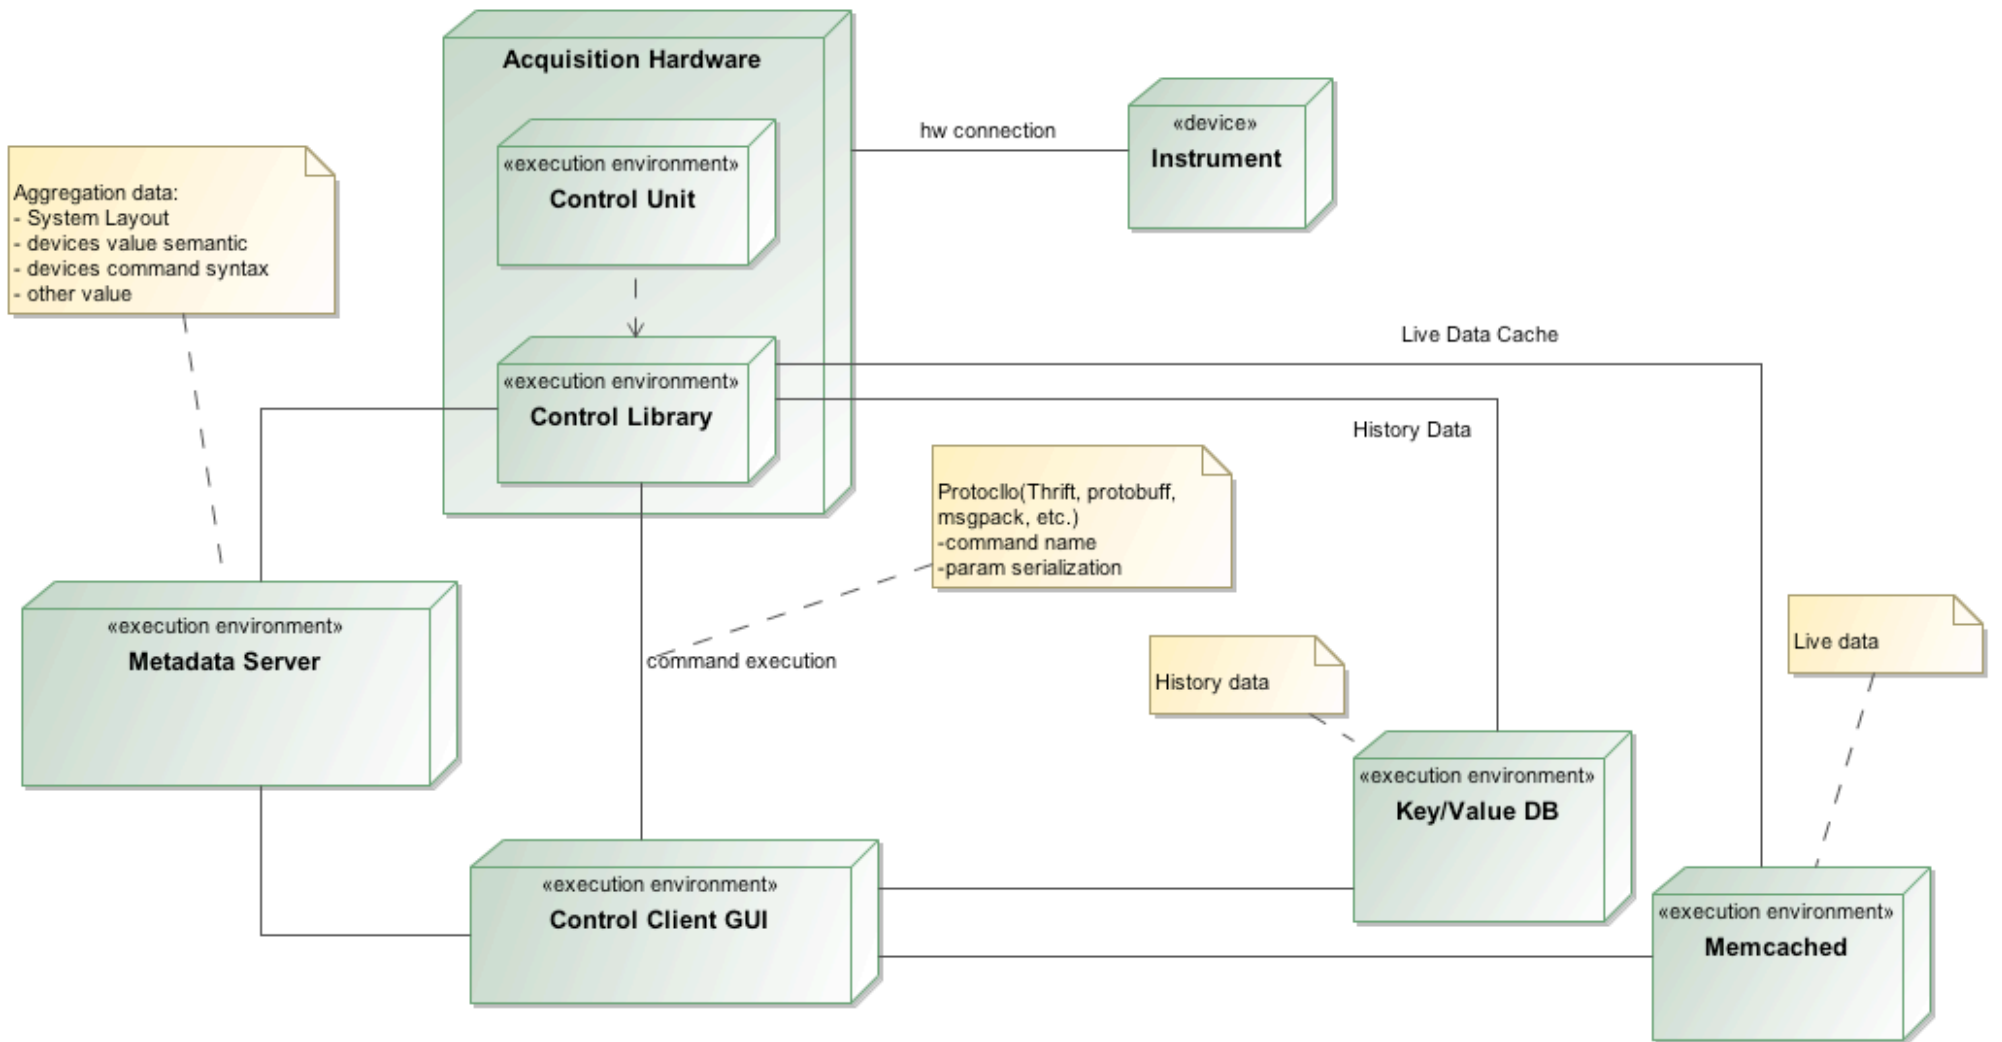 Acquisition Hardware
«execution environment»
Control Unit
hw connection
«device»
Instrument
Aggregation data:
- System Layout
- devices value semantic
- devices command syntax
- other value
«execution environment»
Control Library
Live Data Cache
History Data
Protocllo(Thrift, protobuff,
msgpack, etc.)
-command name
-param serialization
«execution environment»
Metadata Server
command execution
History data
Live data
«execution environment»
Key/Value DB
«execution environment»
Control Client GUI
«execution environment»
Memcached